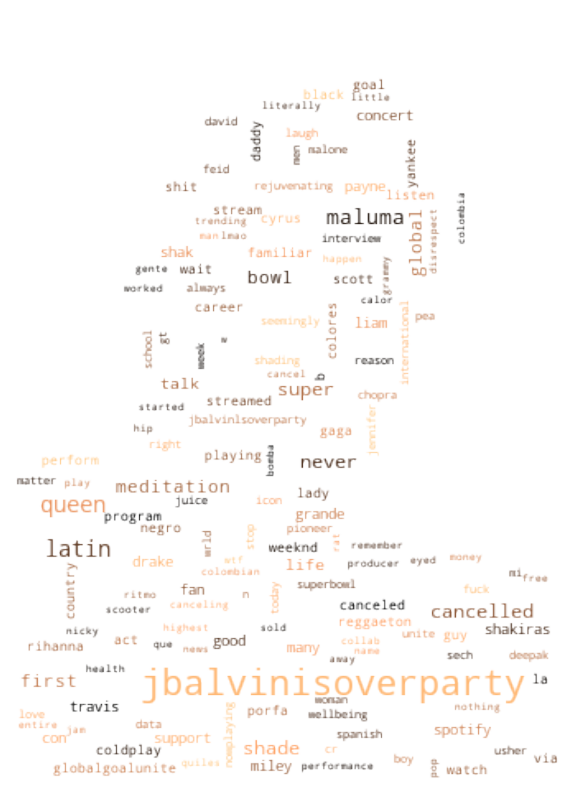 goal
black little
literally
concert
david
daddy
laugh
men malone
yankee
feid
shit rejuvenating payne
listen
colombia
stream
trending cyrus maluma
global
disrespect
man lmao interview
shak familiar
happen
grammy
gente wait bowl scott
worked always
calor
career
international
seemingly colores liam pea
school gt
week w
shading reason
cancel b
talk super
chopra
streamed
started
jbalvin1soverparty
jennifer
hip gaga
right
perform playing bomba never
matter play
meditation lady
queen juice icon
program grande
negro pioneer
wrld stop rat
latin weeknd remember
drake wtf life producer eyed money
colombian mi free
country superbowl
ritmo fan n today fuck
scooter canceling canceled cancelled
reggaeton
nicky highest sold shakiras
rihanna act que good collab unite guy
news many name sech deepak
away
health
first jbalvinisoverparty la
travis woman
porfa wellbeing nothing
love
entire jam data
con support nomplaying spanish spotify
coldplay shade cr usher
globalgoalunite quiles miley performance boy pop watch via